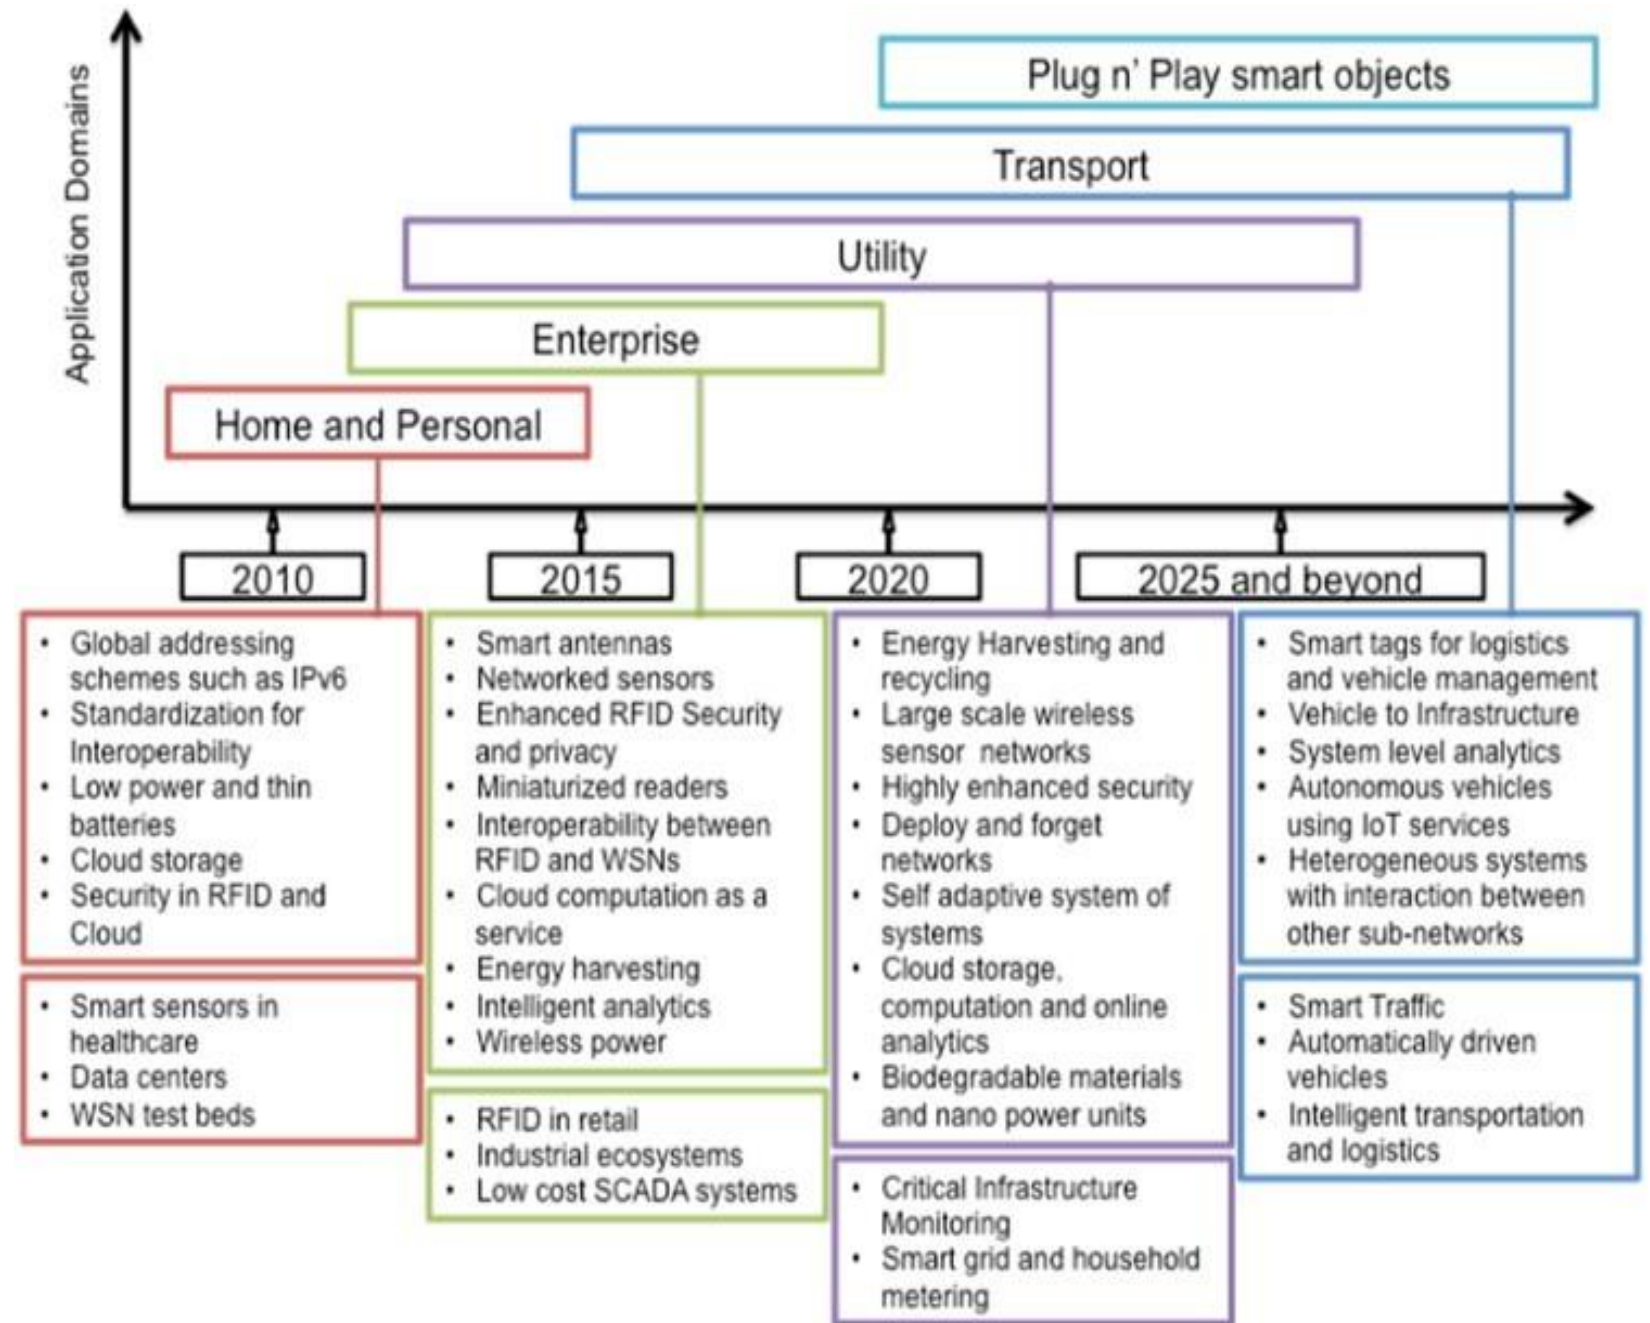 Application Domains
Plug n' Play smart objects
Transport
Utility
Enterprise
Home and Personal
2010
2015
2020
2025 and beyond
• Global addressing
schemes such as IPv6
• Standardization for
Interoperability
• Low power and thin
batteries
• Cloud storage
• Security in RFID and
Cloud
• Smart sensors in
healthcare
• Data centers
• WSN test beds
• Smart antennas
• Networked sensors
• Enhanced RFID Security
and privacy
• Miniaturized readers
• Interoperability between
RFID and WSNs
• Cloud computation as a
service
• Energy harvesting
• Intelligent analytics
• Wireless power
• RFID in retail
• Industrial ecosystems
• Low cost SCADA systems
• Energy Harvesting and
recycling
• Large scale wireless
sensor networks
• Highly enhanced security
• Deploy and forget
networks
• Self adaptive system of
systems
• Cloud storage,
computation and online
analytics
• Biodegradable materials
and nano power units
• Critical Infrastructure
Monitoring
• Smart grid and household
metering
• Smart tags for logistics
and vehicle management
• Vehicle to Infrastructure
• System level analytics
• Autonomous vehicles
using IoT services
• Heterogeneous systems
with interaction between
other sub-networks
• Smart Traffic
• Automatically driven
vehicles
• Intelligent transportation
and logistics